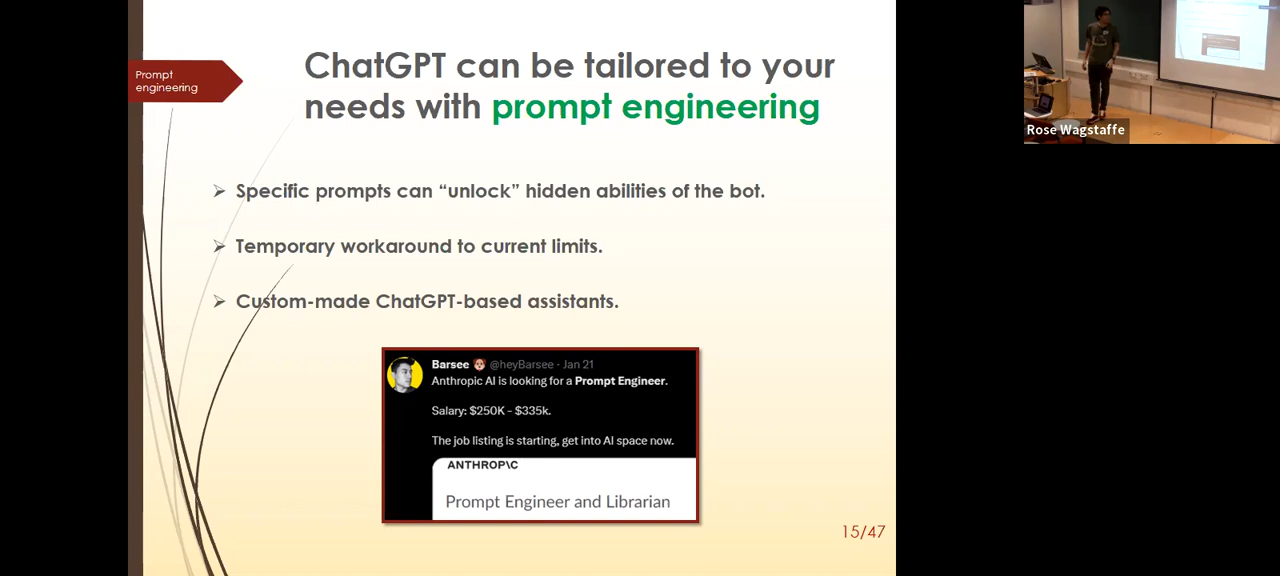 Prompt
engineering
ChatGPT can be tailored to your
needs with prompt engineering
➢ Specific prompts can “unlock” hidden abilities of the bot.
➢ Temporary workaround to current limits.
➢ Custom-made ChatGPT-based assistants.
Barsee @heyBarsee · Jan 21
Anthropic AI is looking for a Prompt Engineer.
Salary: $250K - $335k.
The job listing is starting, get into AI space now.
ANTHROP\C
Prompt Engineer and Librarian
15/47
Rose Wagstaffe